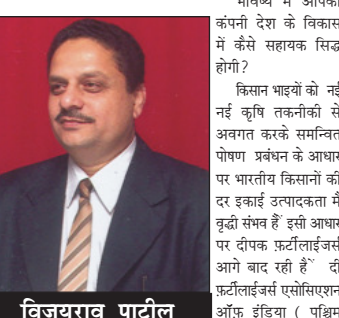 भविष्य में आपकी
कंपनी देश के विकास
में कैसे सहायक सिद्ध
होगी?
किसान भाइयों को नई
नई कृषि तकनीकी से
अवगत करके समन्वित
पोषण प्रबंधन के आधार
पर भारतीय किसानों की
दर इकाई उत्पादकता में
वृद्धी संभव हैं इसी आधार
पर दीपक फ़र्टीलाईजर्स
आगे बाद रही हैं दी
फ़र्टीलाईजर्स एसोसिएशन
ऑफ़ इंडिया ( पश्चिम
विजयराव पाटील